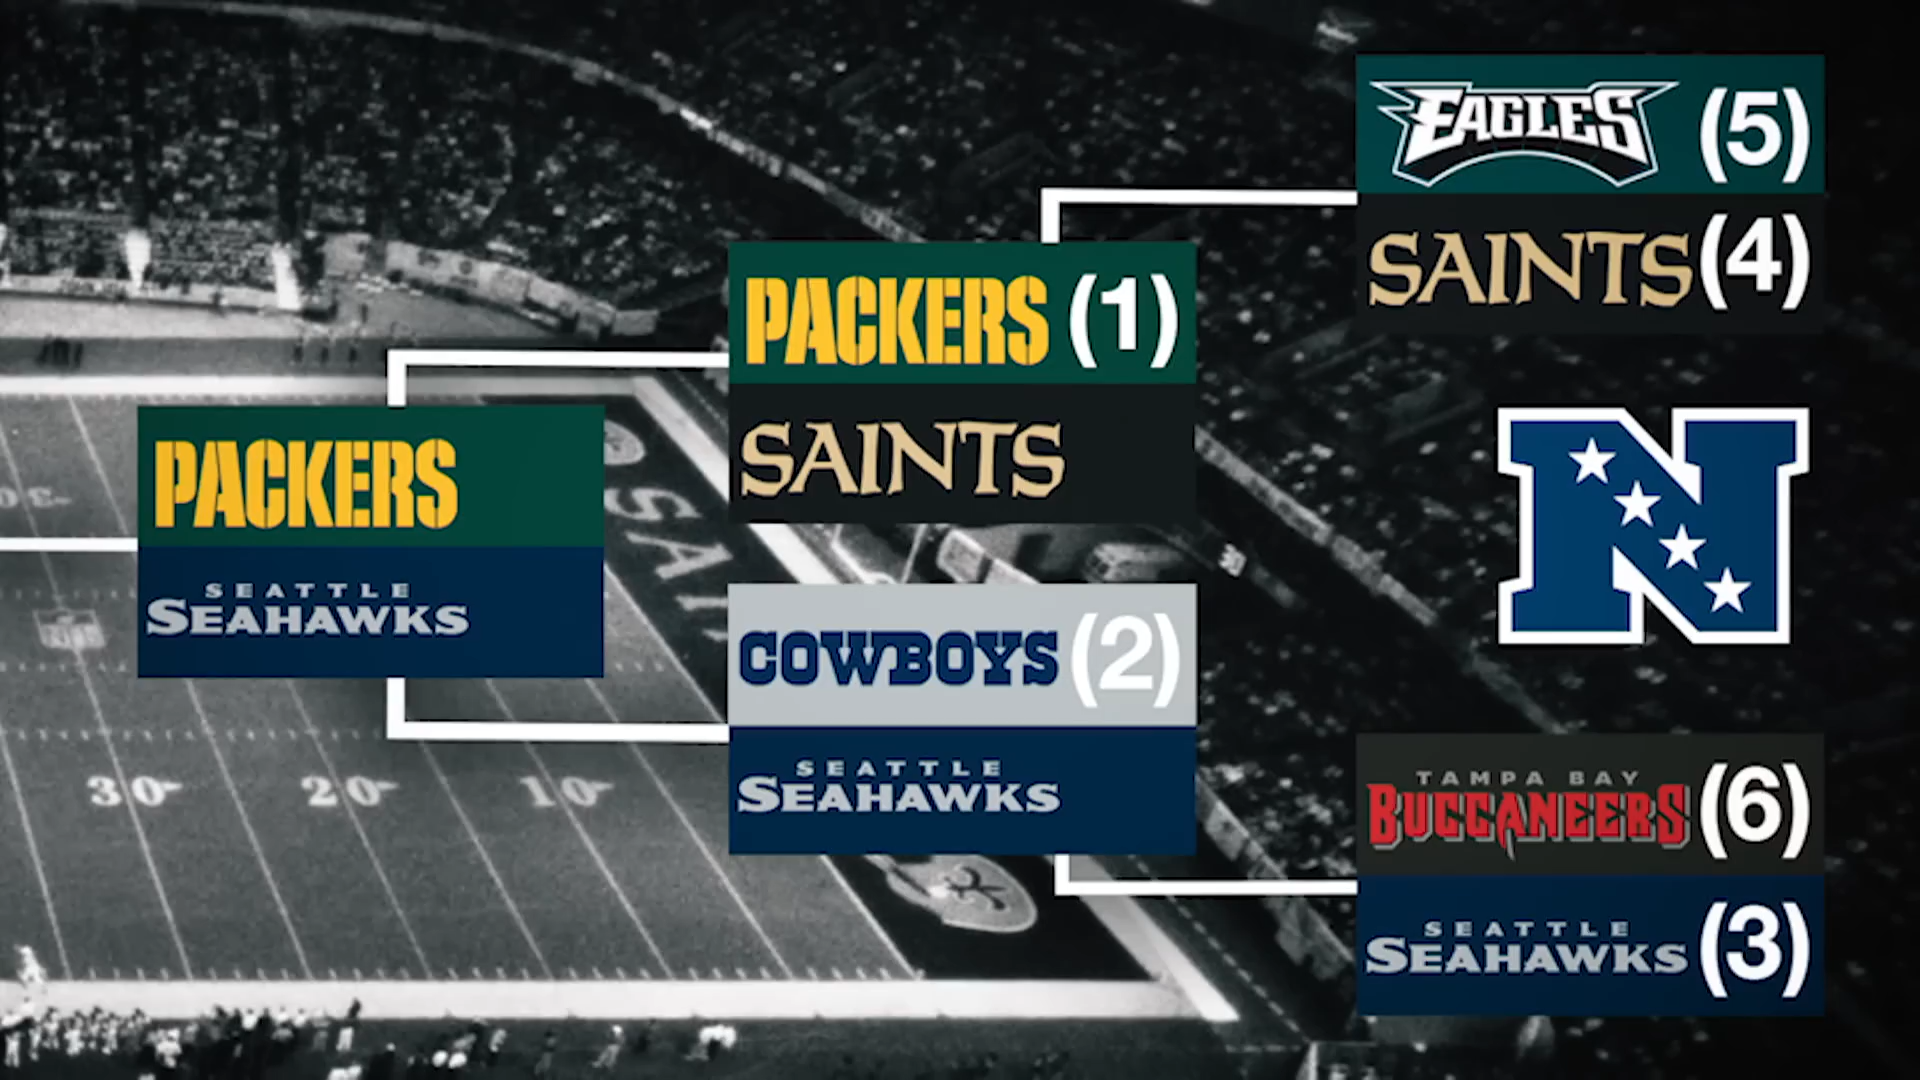 EAGLES (5)
SAINTS (4)
PACKERS (1)
SAINTS
PACKERS
SEATTLE
SEAHAWKS
COWBOYS (2)
SEATTLE
SEAHAWKS
TAMPA BAY
BUCCANEERS (6)
SEATTLE
SEAHAWKS (3)
N
30
20
10